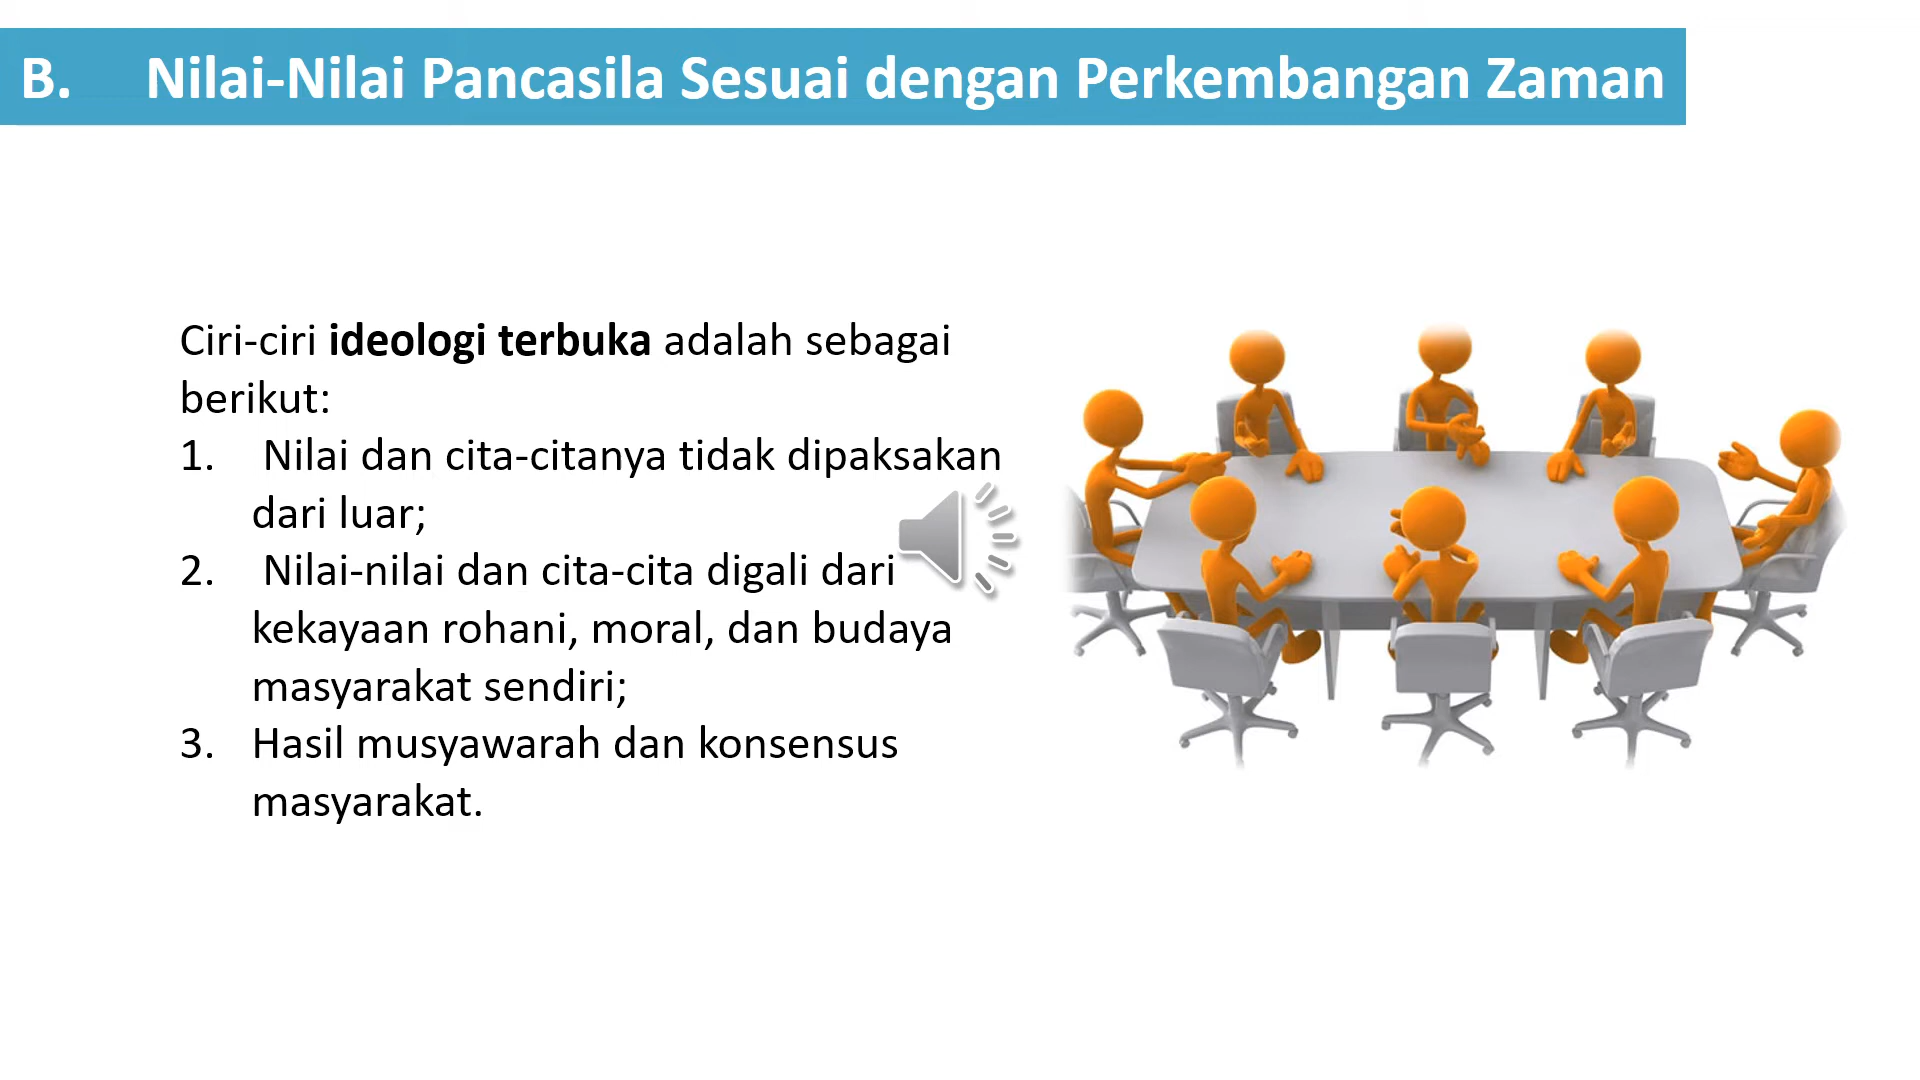 B. Nilai-Nilai Pancasila Sesuai dengan Perkembangan Zaman
Ciri-ciri ideologi terbuka adalah sebagai
berikut:
1. Nilai dan cita-citanya tidak dipaksakan
dari luar;
2. Nilai-nilai dan cita-cita digali dari
kekayaan rohani, moral, dan budaya
masyarakat sendiri;
3. Hasil musyawarah dan konsensus
masyarakat.